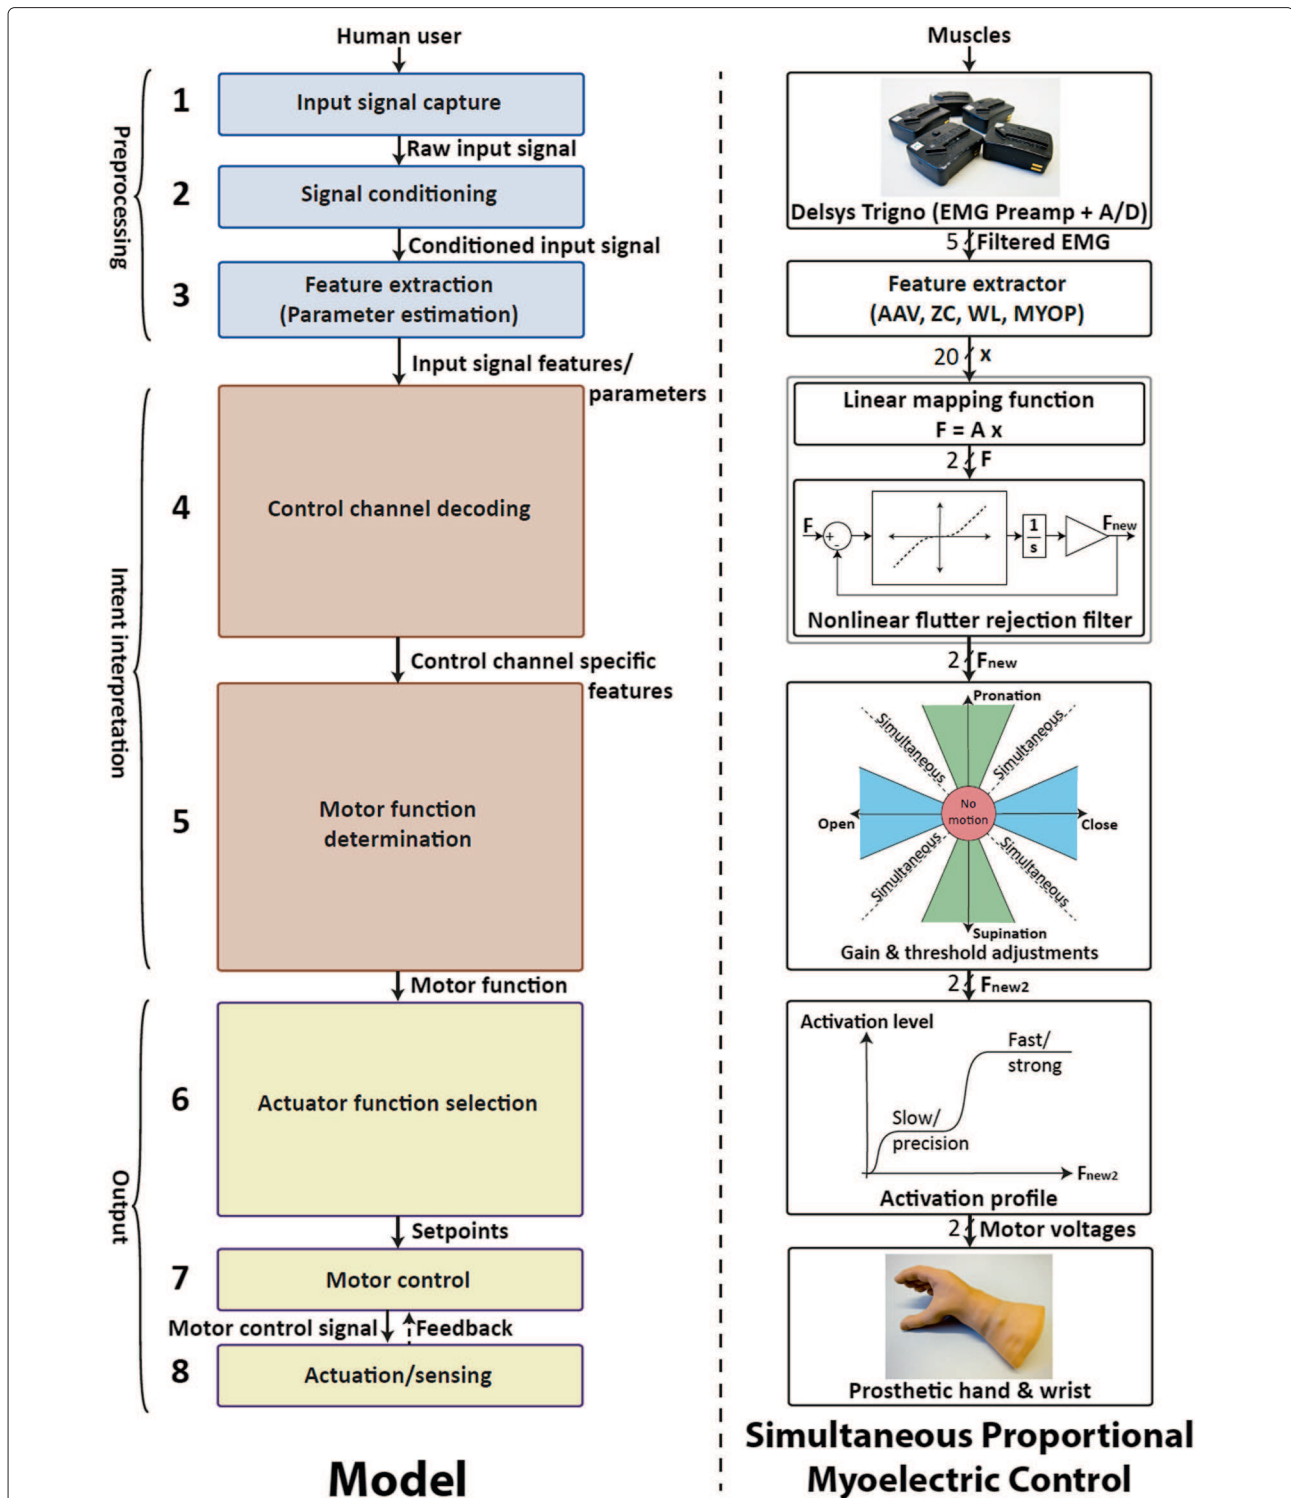 Human user
Preprocessing
1
Input signal capture
Raw input signal
2
Signal conditioning
Conditioned input signal
3
Feature extraction
(Parameter estimation)
Input signal features/
parameters
Intent interpretation
4
Control channel decoding
Control channel specific
features
5
Motor function
determination
Motor function
Output
6
Actuator function selection
Setpoints
7
Motor control
Motor control signal
Feedback
8
Actuation/sensing
Model
Muscles
Delsys Trigno (EMG Preamp + A/D)
5 Filtered EMG
Feature extractor
(AAV, ZC, WL, MYOP)
20 x
Linear mapping function
F = A x
2 F
F
+
-
1
s
Fnew
Nonlinear flutter rejection filter
2 Fnew
Pronation
Simultaneous
Simultaneous
No
motion
Open
Close
Simultaneous
Simultaneous
Supination
Gain & threshold adjustments
2 Fnew2
Activation level
Fast/
strong
Slow/
precision
Fnew2
Activation profile
2 Motor voltages
Prosthetic hand & wrist
Simultaneous Proportional
Myoelectric Control